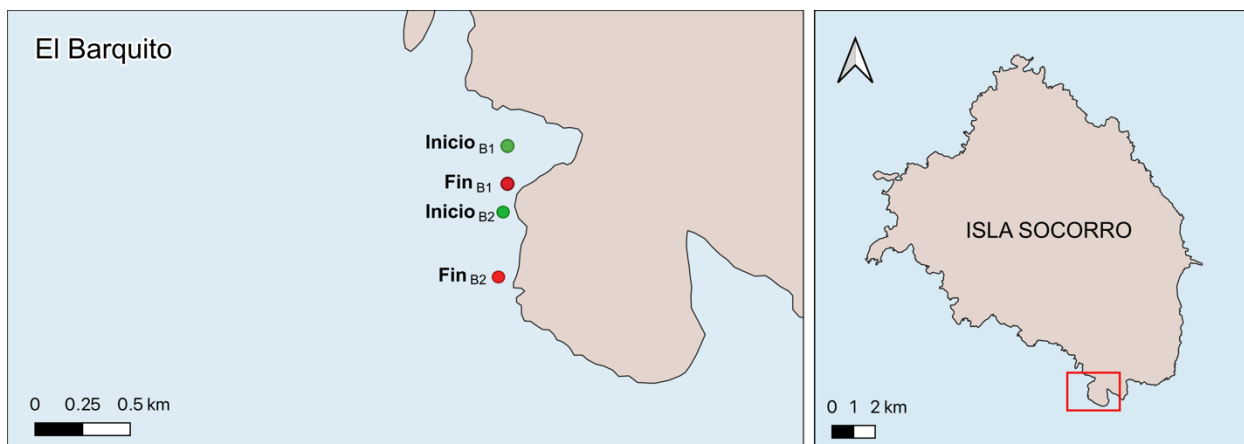 El Barquito
Inicio B1
Fin B1
Inicio B2
Fin B2
0 0.25 0.5 km
ISLA SOCORRO
0 1 2 km